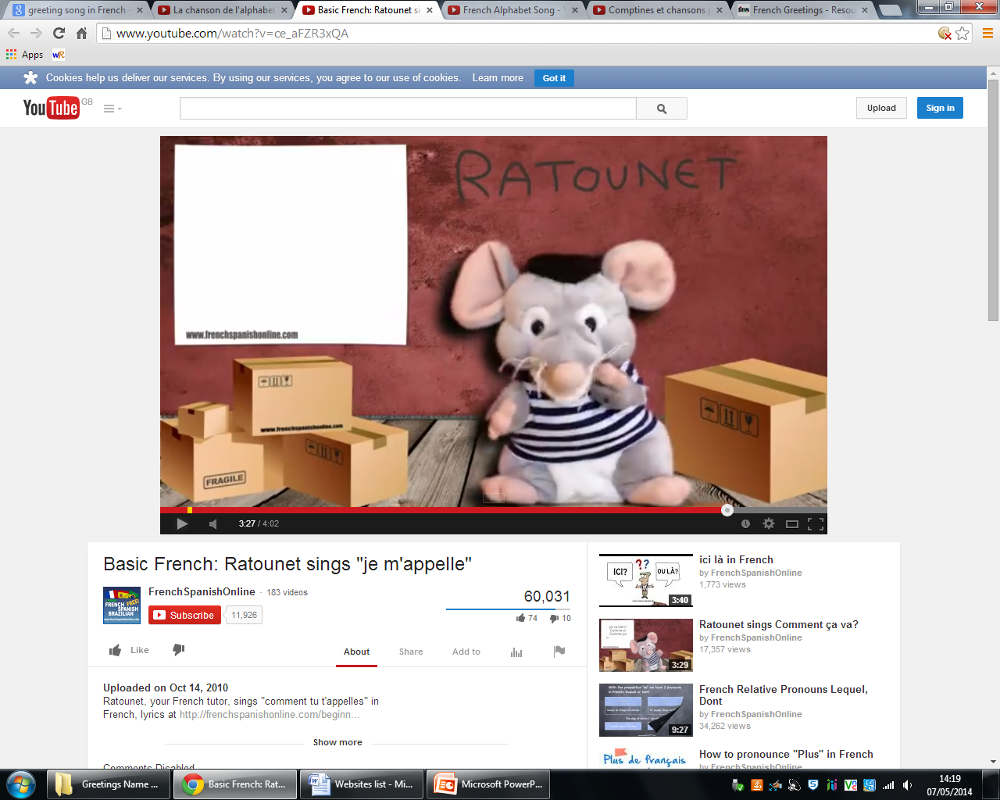 greeting song in French
La chanson de l'alphabet
Basic French: Ratounet si
French Alphabet Song -
Comptines et chansons
tes French Greetings - Resou
www.youtube.com/watch?v=ce_aFZR3xQA
Apps WR
Cookies help us deliver our services. By using our services, you agree to our use of cookies. Learn more Got it
YouTube GB
Upload Sign in
RATOUNET
www.frenchspanishonline.com
www.frenchspanishonline.com
FRAGILE
3:27 / 4:02
Basic French: Ratounet sings "je m'appelle"
FrenchSpanishOnline · 183 videos
Subscribe 11,926
60,031
74 10
Like About Share Add to
Uploaded on Oct 14, 2010
Ratounet, your French tutor, sings "comment tu t'appelles" in
French, lyrics at http://frenchspanishonline.com/beginn...
Show more
Comments Disabled
FRENCH FREE!
SPANISH
BRAZILIAN
ICI? ?? OU LÀ?
3:40
ici là in French
by FrenchSpanishOnline
1,773 views
3:29
Ratounet sings Comment ça va?
by FrenchSpanishOnline
17,357 views
9:27
French Relative Pronouns Lequel,
Dont
by FrenchSpanishOnline
34,262 views
Plus de français
How to pronounce "Plus" in French
by FrenchSpanishOnline
Greetings Name ...
Basic French: Rat...
Websites list - Mi...
Microsoft PowerP...
14:19
07/05/2014